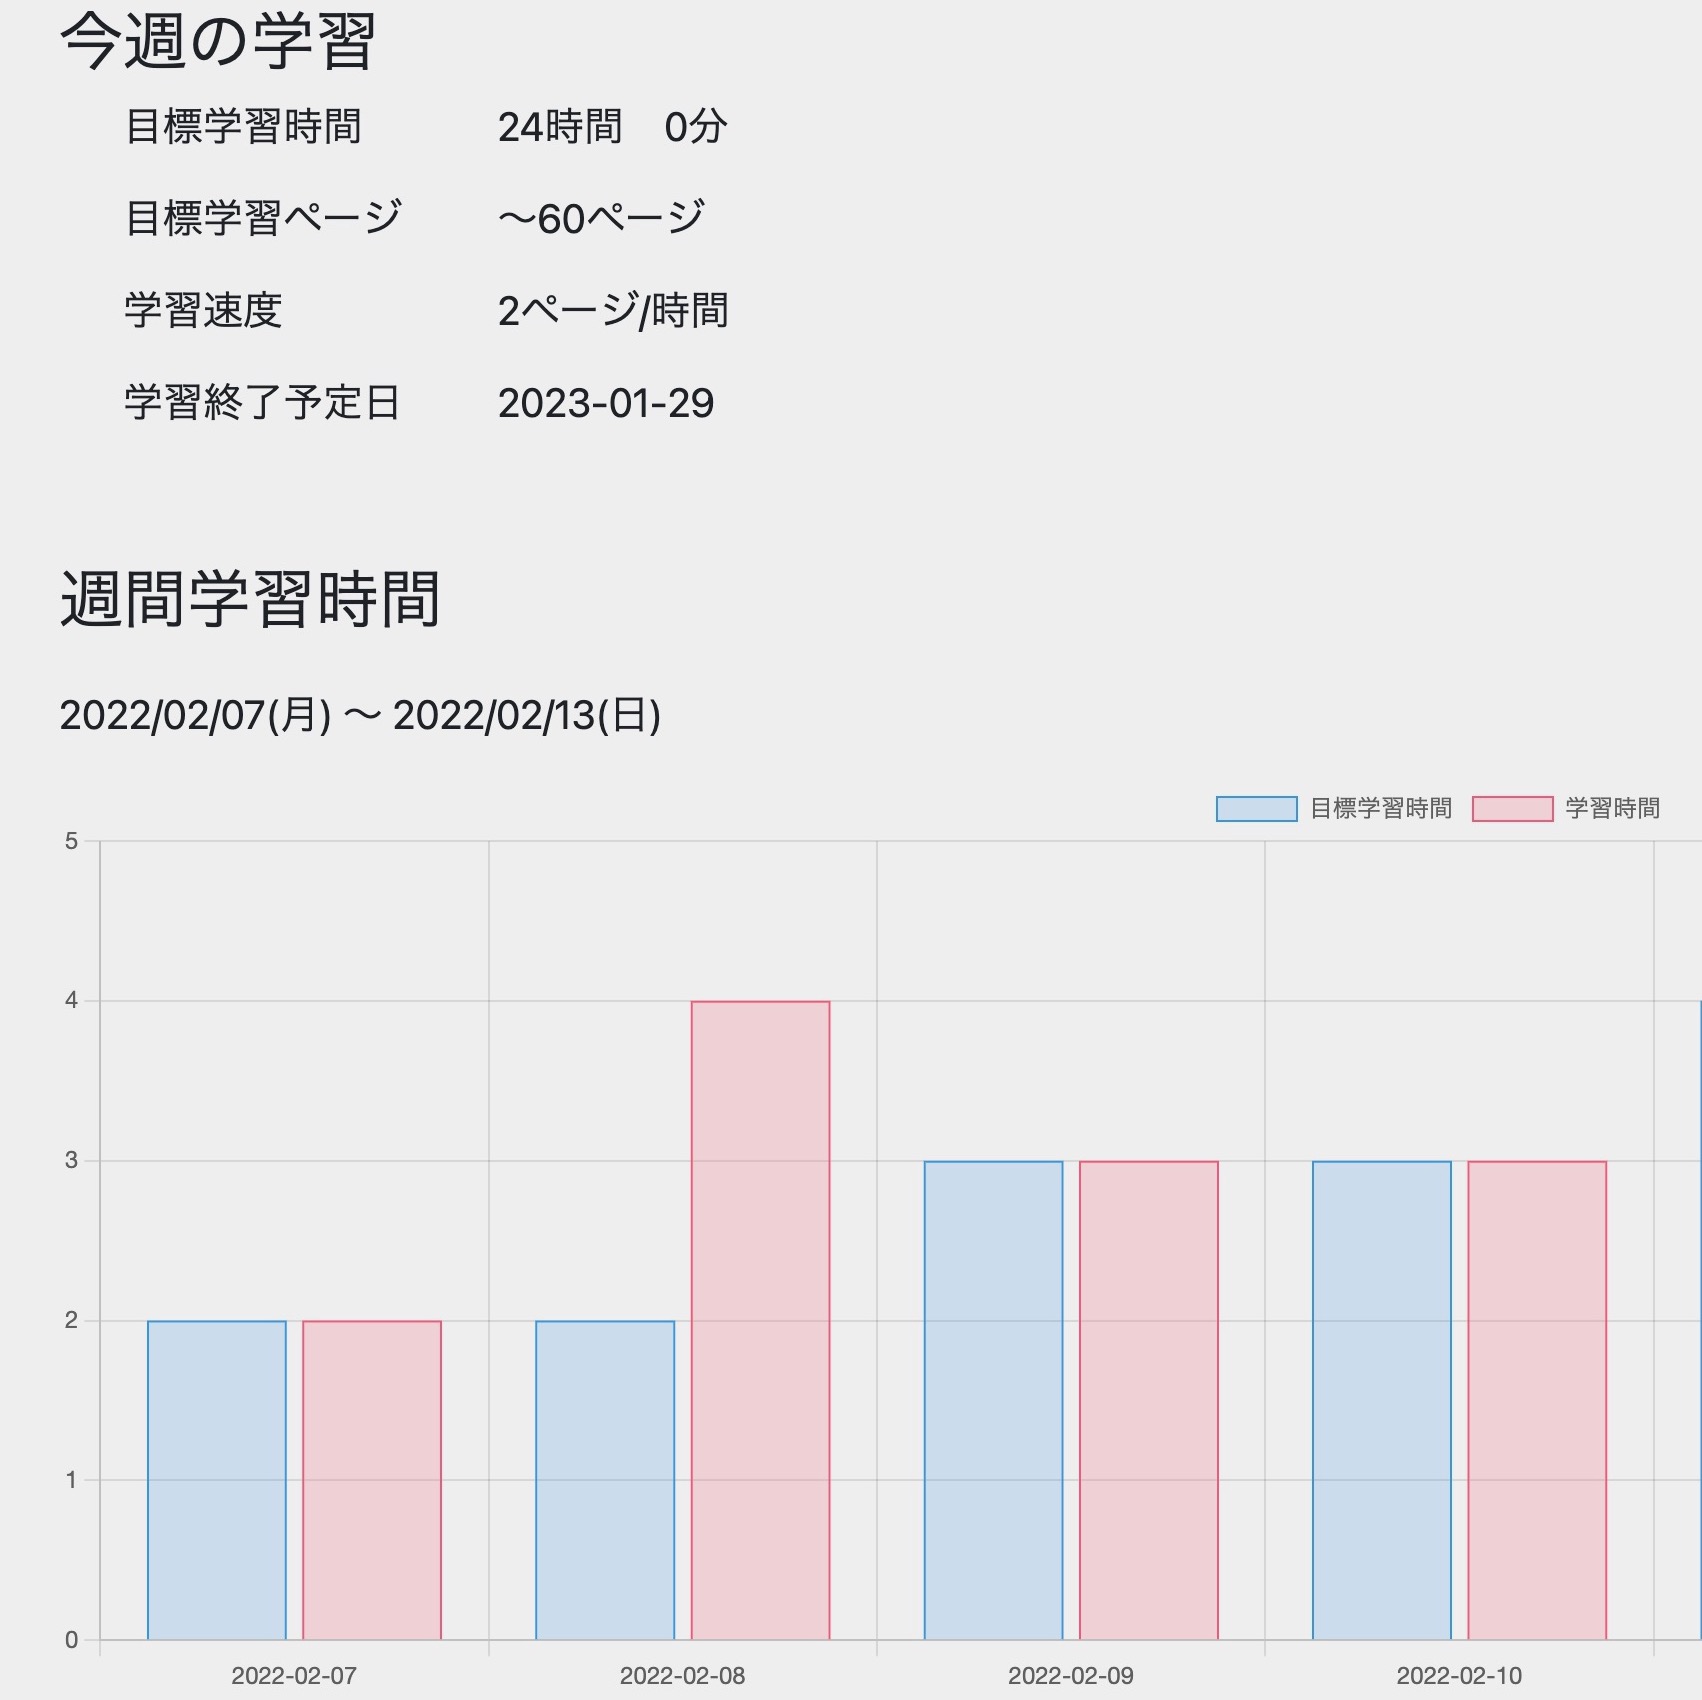 今週の学習
目標学習時間 24時間 0分
目標学習ページ ～60ページ
学習速度 2ページ/時間
学習終了予定日 2023-01-29
週間学習時間
2022/02/07(月) ～ 2022/02/13(日)
目標学習時間 学習時間
5
4
3
2
1
0
2022-02-07 2022-02-08 2022-02-09 2022-02-10